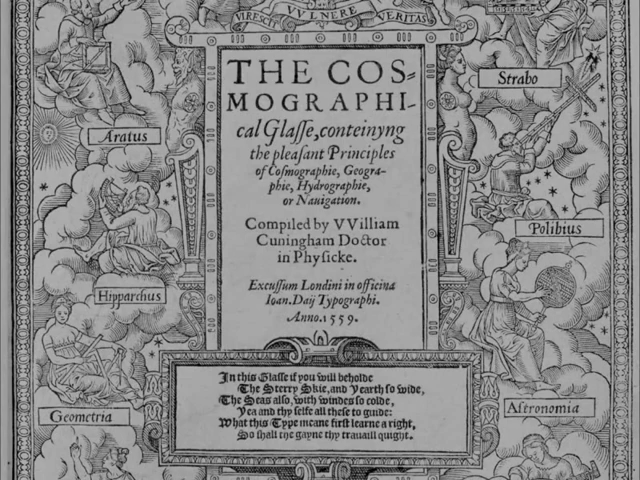 VIRESCIT VVLNERE VERITAS
THE COS=
MOGRAPHI-
cal Glasse, conteinyng
the pleasant Principles
of Cosmographie, Geogra-
phie, Hydrographie,
or Nauigation.
Compiled by VVilliam
Cuningham Doctor
in Physicke.
Excussum Londini in officina
Ioan. Daij Typographi.
Anno. 1559.
In this Glasse if you will beholde
The Sterry Skie, and Yearth so wide,
The Seas also, with windes so colde,
Yea and thy selfe all these to guide:
What this Type meane first learne a right,
So shall the gayne thy trauaill quight.
Aratus
Hipparchus
Geometria
Strabo
Polibius
Astronomia